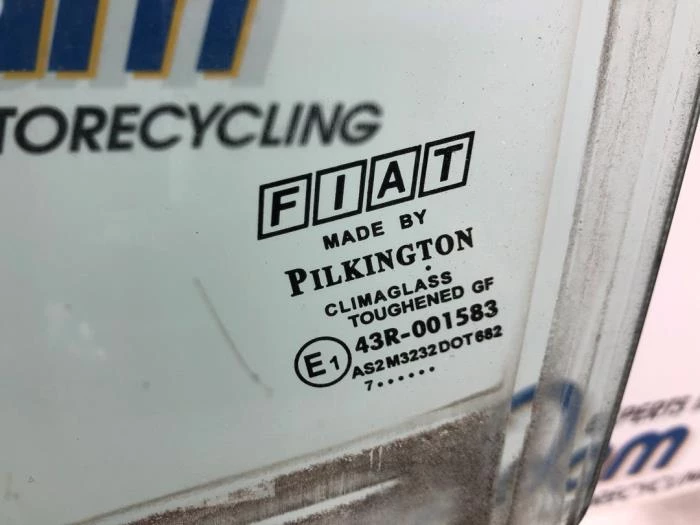 TORECYCLING
FIAT
MADE BY
PILKINGTON
CLIMAGLASS
TOUGHENED GF
E1 43R-001583
AS2 M3232 DOT 682
7••••••